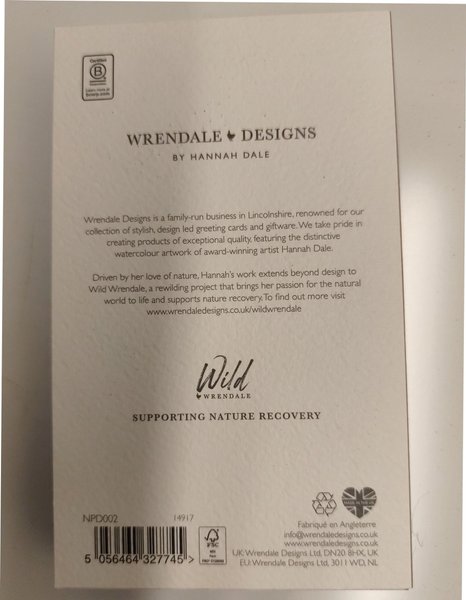 Certified
B
Corporation
WRENDALE DESIGNS
BY HANNAH DALE
Wrendale Designs is a family-run business in Lincolnshire, renowned for our
collection of stylish, design led greeting cards and giftware. We take pride in
creating products of exceptional quality, featuring the distinctive
watercolour artwork of award-winning artist Hannah Dale.
Driven by her love of nature, Hannah's work extends beyond design to
Wild Wrendale, a rewilding project that brings her passion for the natural
world to life and supports nature recovery. To find out more visit
www.wrendaledesigns.co.uk/wildwrendale
Wild
WRENDALE
SUPPORTING NATURE RECOVERY
NPD002 14917
5 056464 327745 >
FSC
MADE IN THE UK
Fabriqué en Angleterre
info@wrendaledesigns.co.uk
www.wrendaledesigns.co.uk
UK: Wrendale Designs Ltd, DN20 8HX, UK
EU: Wrendale Designs Ltd, 3011 WD, NL